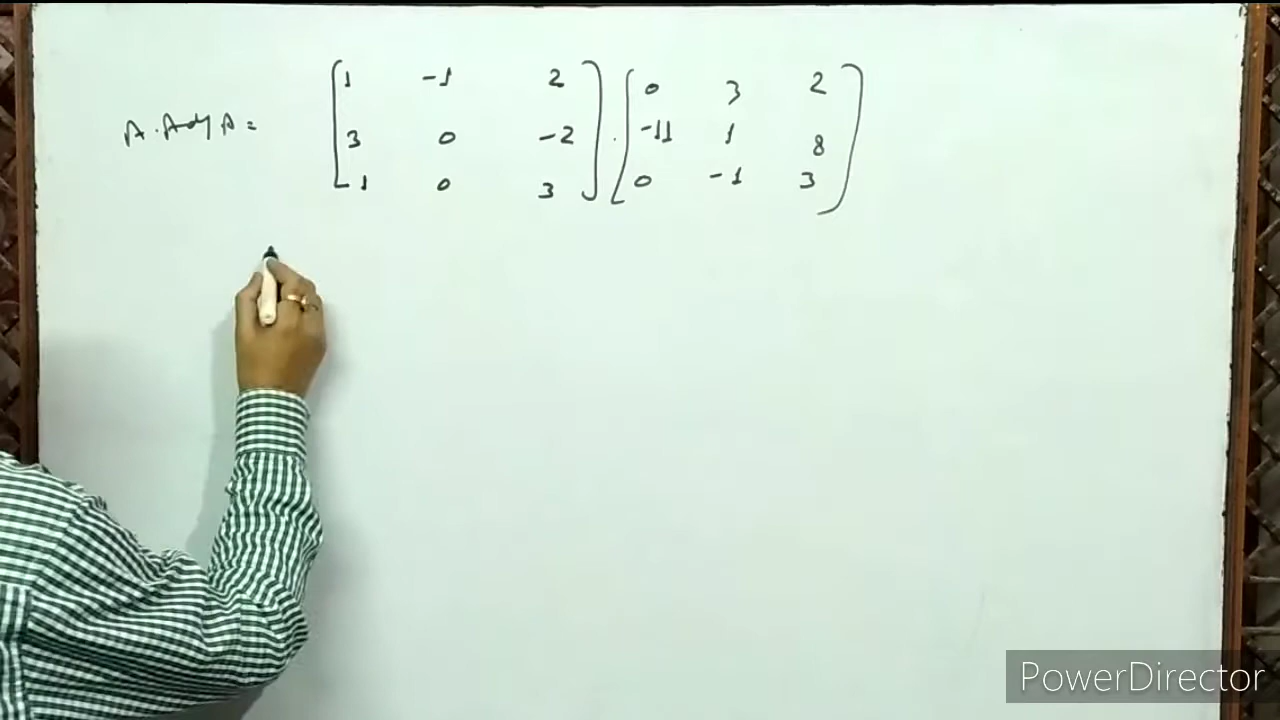 A.Adj A = [1 -1 2] . [0 3 2]
[3 0 -2] [-11 1 8]
[1 0 3] [0 -1 3]
PowerDirector